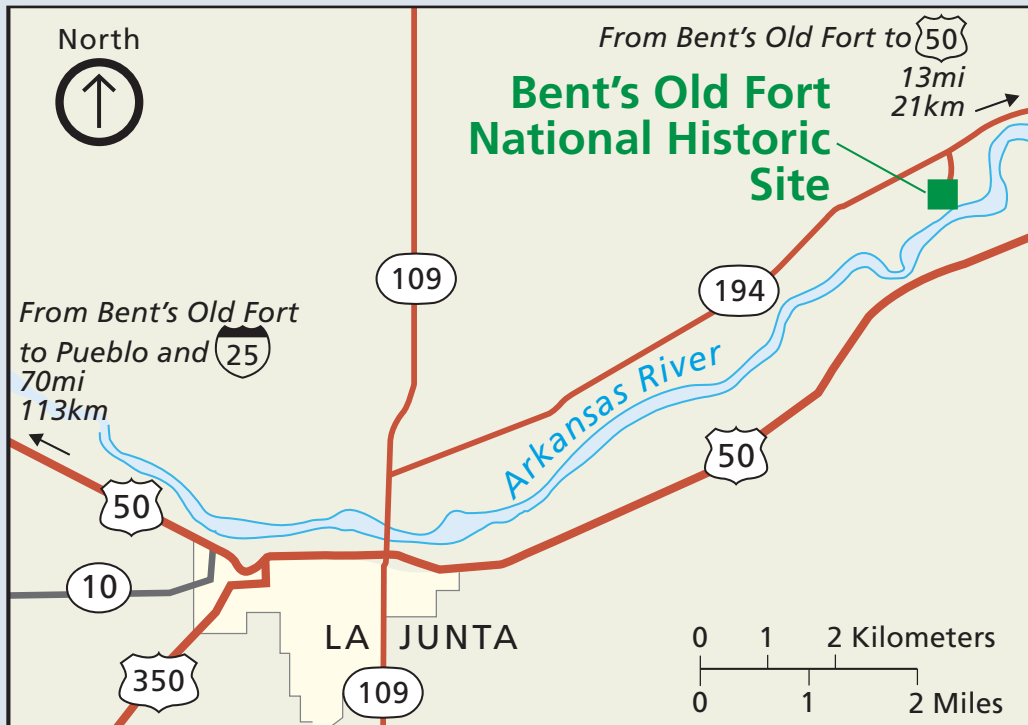 North
From Bent's Old Fort to 50
13mi
21km
Bent's Old Fort
National Historic
Site
109
194
From Bent's Old Fort
to Pueblo and 25
70mi
113km
Arkansas River
50
50
10
LA JUNTA
350
109
0 1 2 Kilometers
0 1 2 Miles